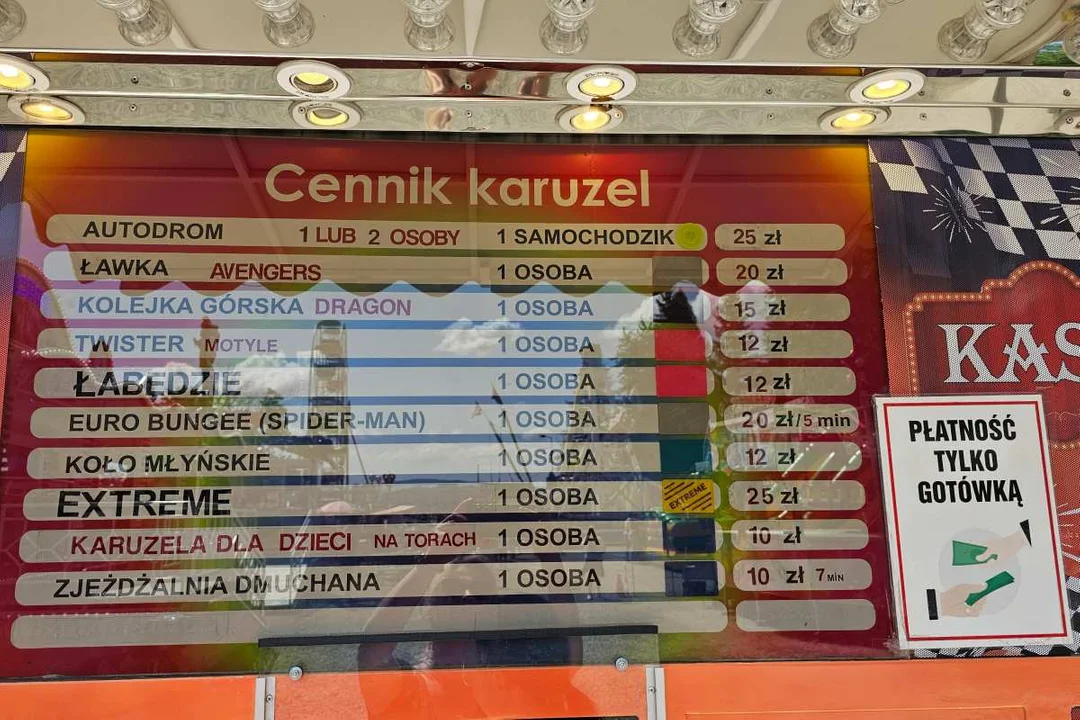 Cennik karuzel
AUTODROM 1 LUB 2 OSOBY 1 SAMOCHODZIK 25 zł
ŁAWKA AVENGERS 1 OSOBA 20 zł
KOLEJKA GÓRSKA DRAGON 1 OSOBA 15 zł
TWISTER MOTYLE 1 OSOBA 12 zł
ŁABĘDZIE 1 OSOBA 12 zł
EURO BUNGEE (SPIDER-MAN) 1 OSOBA 20 zł/5 min
KOŁO MŁYŃSKIE 1 OSOBA 12 zł
EXTREME 1 OSOBA EXTREME 25 zł
KARUZELA DLA DZIECI NA TORACH 1 OSOBA 10 zł
ZJEŻDŻALNIA DMUCHANA 1 OSOBA 10 zł 7 MIN
KAS
PŁATNOŚĆ
TYLKO
GOTÓWKĄ